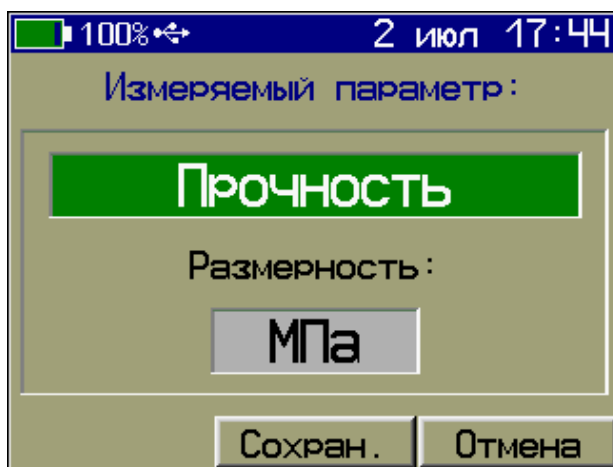 100% 2 июл 17:44
Измеряемый параметр:
Прочность
Размерность:
МПа
Сохран. Отмена